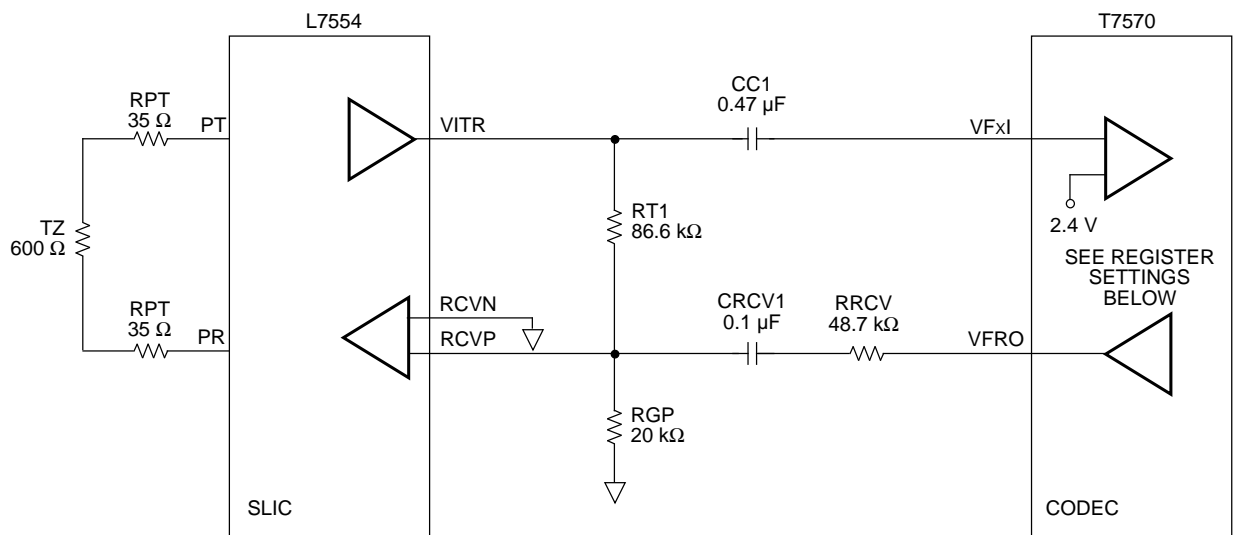 L7554
T7570
RPT
35 Ω
PT
VITR
CC1
0.47 µF
VFxI
TZ
600 Ω
RT1
86.6 kΩ
2.4 V
SEE REGISTER
SETTINGS
BELOW
RPT
35 Ω
PR
RCVN
RCVP
CRCV1
0.1 µF
RRCV
48.7 kΩ
VFRO
RGP
20 kΩ
SLIC
CODEC